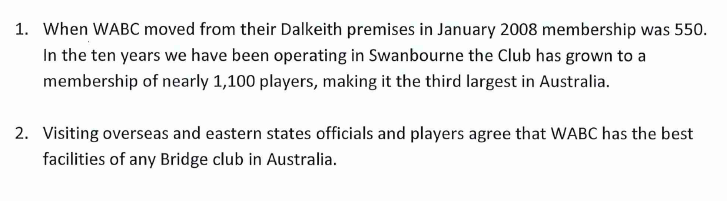 1. When WABC moved from their Dalkeith premises in January 2008 membership was 550.
In the ten years we have been operating in Swanbourne the Club has grown to a
membership of nearly 1,100 players, making it the third largest in Australia.
2. Visiting overseas and eastern states officials and players agree that WABC has the best
facilities of any Bridge club in Australia.